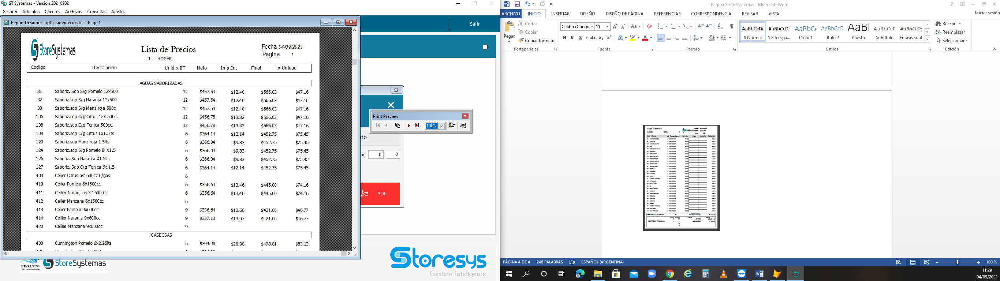 ST Systemas - Version 20210902
Gestion Articulos Clientes Archivos Consultas Ajustes
Salir
Report Designer - rptlistadeprecios.frx - Page 1
StoreSystemas
Lista de Precios
Fecha 04/09/2021
Pagina 1
1 - HOGAR
Codigo Descripcion Unid x BT Neto Imp.Int Final x Unidad
AGUAS SABORIZADAS
31 Saboriz. Sdp S/g Pomelo 12x500 12 $457.54 $12.40 $566.03 $47.16
32 Saboriz.sdp S/g Naranja 12x500 12 $457.54 $12.40 $566.03 $47.16
33 Saboriz.sdp S/g Manz.roja 500c 12 $457.54 $12.40 $566.03 $47.16
106 Saboriz.sdp C/g Citrus 12x 500c. 12 $456.78 $13.32 $566.03 $47.16
108 Saboriz.sdp C/g Tonica 500cc. 12 $456.78 $13.32 $566.03 $47.16
109 Saboriz.sdp C/g Citrus 6x1.5lts 6 $364.14 $12.14 $452.75 $75.45
123 Saboriz.sdp Manz.roja 1.5lts 6 $366.04 $9.83 $452.75 $75.45
124 Saboriz.sdp S/g Pomelo Bl X1.5 6 $366.04 $9.83 $452.75 $75.45
126 Saboriz. Sdp Naranja X1.5lts 6 $366.04 $9.83 $452.75 $75.45
127 Saboriz. Sdp C/g Tonica 6x 1.5l 6 $364.14 $12.14 $452.75 $75.45
409 Celier Citrus 6x1500cc C/gas 6
410 Celier Pomelo 6x1500cc 6 $356.64 $13.46 $445.00 $74.16
411 Cellier Naranja 6 X 1500 Cc 6 $356.64 $13.46 $445.00 $74.16
412 Celier Manzana 6x1500cc 6
413 Celier Pomelo 9x600cc 9 $336.64 $13.66 $421.00 $46.77
414 Celier Naranja 9x600cc 9 $337.13 $13.07 $421.00 $46.77
420 Cellier Manzana 9x600cc 9
GASEOSAS
400 Cunnington Pomelo 6x2.25lts 6 $394.90 $20.98 $498.81 $83.13
Print Preview
100%
eto
as 0 0
PDF
PEGASUS
Soluciones Informaticas
StoreSystemas
Storesys
Gestion Inteligente
Pagina Store Systemas - Microsoft Word
ARCHIVO INICIO INSERTAR DISEÑO DISEÑO DE PÁGINA REFERENCIAS CORRESPONDENCIA REVISAR VISTA Iniciar sesión
Pegar
Cortar
Copiar
Copiar formato
Portapapeles
Calibri (Cuerpo 11
N K S abc x₂ x²
Fuente
Párrafo
AaBbCcDc AaBbCcDc AaBbCc AaBbCcD AaBl AaBbCcD AaBbCcDc
¶ Normal ¶ Sin espa... Título 1 Título 2 Puesto Subtítulo Énfasis sutil
Estilos
Buscar
Reemplazar
Seleccionar
Edición
SALIDA DE REPARTO
CANTIDAD DE CLIENTES
IMPORTE TOTAL:
VENTA POR VENDEDOR
PÁGINA 4 DE 4 248 PALABRAS ESPAÑOL (ARGENTINA) 100 %
11:29
04/09/2021